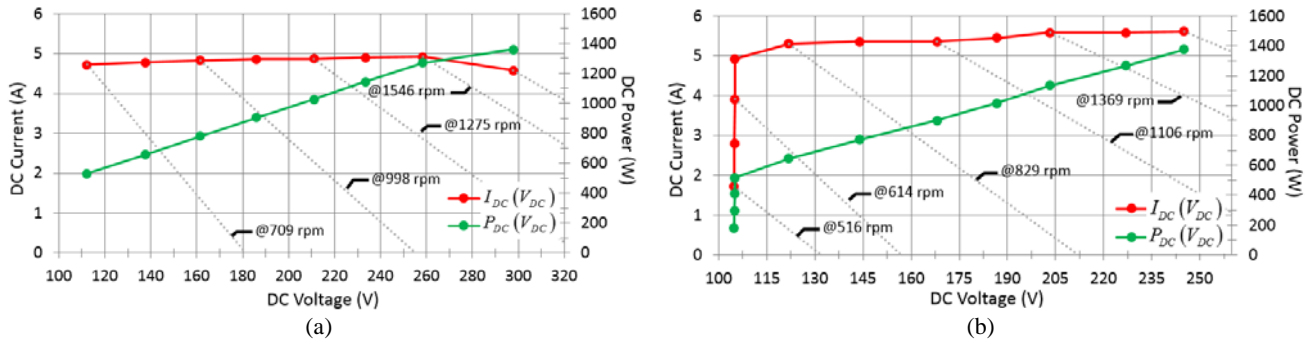 6
5
4
3
2
1
0
DC Current (A)
1600
1400
1200
1000
800
600
400
200
0
DC Power (W)
@1546 rpm
@1275 rpm
@998 rpm
@709 rpm
I_DC (V_DC)
P_DC (V_DC)
100 120 140 160 180 200 220 240 260 280 300 320
DC Voltage (V)
(a)
6
5
4
3
2
1
0
DC Current (A)
1600
1400
1200
1000
800
600
400
200
0
DC Power (W)
@1369 rpm
@1106 rpm
@829 rpm
@614 rpm
@516 rpm
I_DC (V_DC)
P_DC (V_DC)
100 115 130 145 160 175 190 205 220 235 250
DC Voltage (V)
(b)